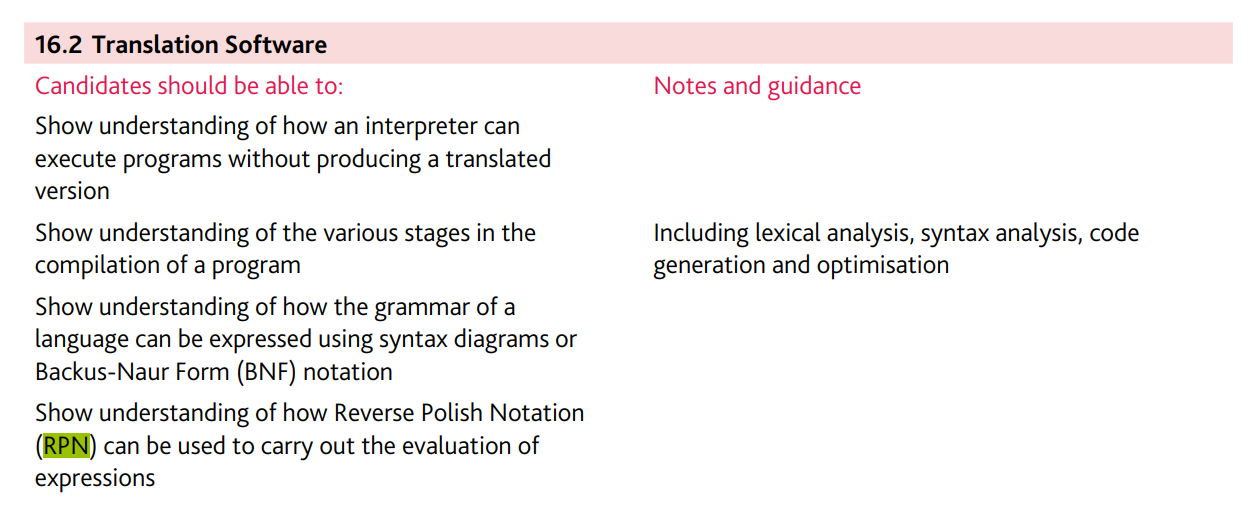 16.2 Translation Software
Candidates should be able to:
Notes and guidance
Show understanding of how an interpreter can
execute programs without producing a translated
version
Show understanding of the various stages in the
compilation of a program
Including lexical analysis, syntax analysis, code
generation and optimisation
Show understanding of how the grammar of a
language can be expressed using syntax diagrams or
Backus-Naur Form (BNF) notation
Show understanding of how Reverse Polish Notation
(RPN) can be used to carry out the evaluation of
expressions